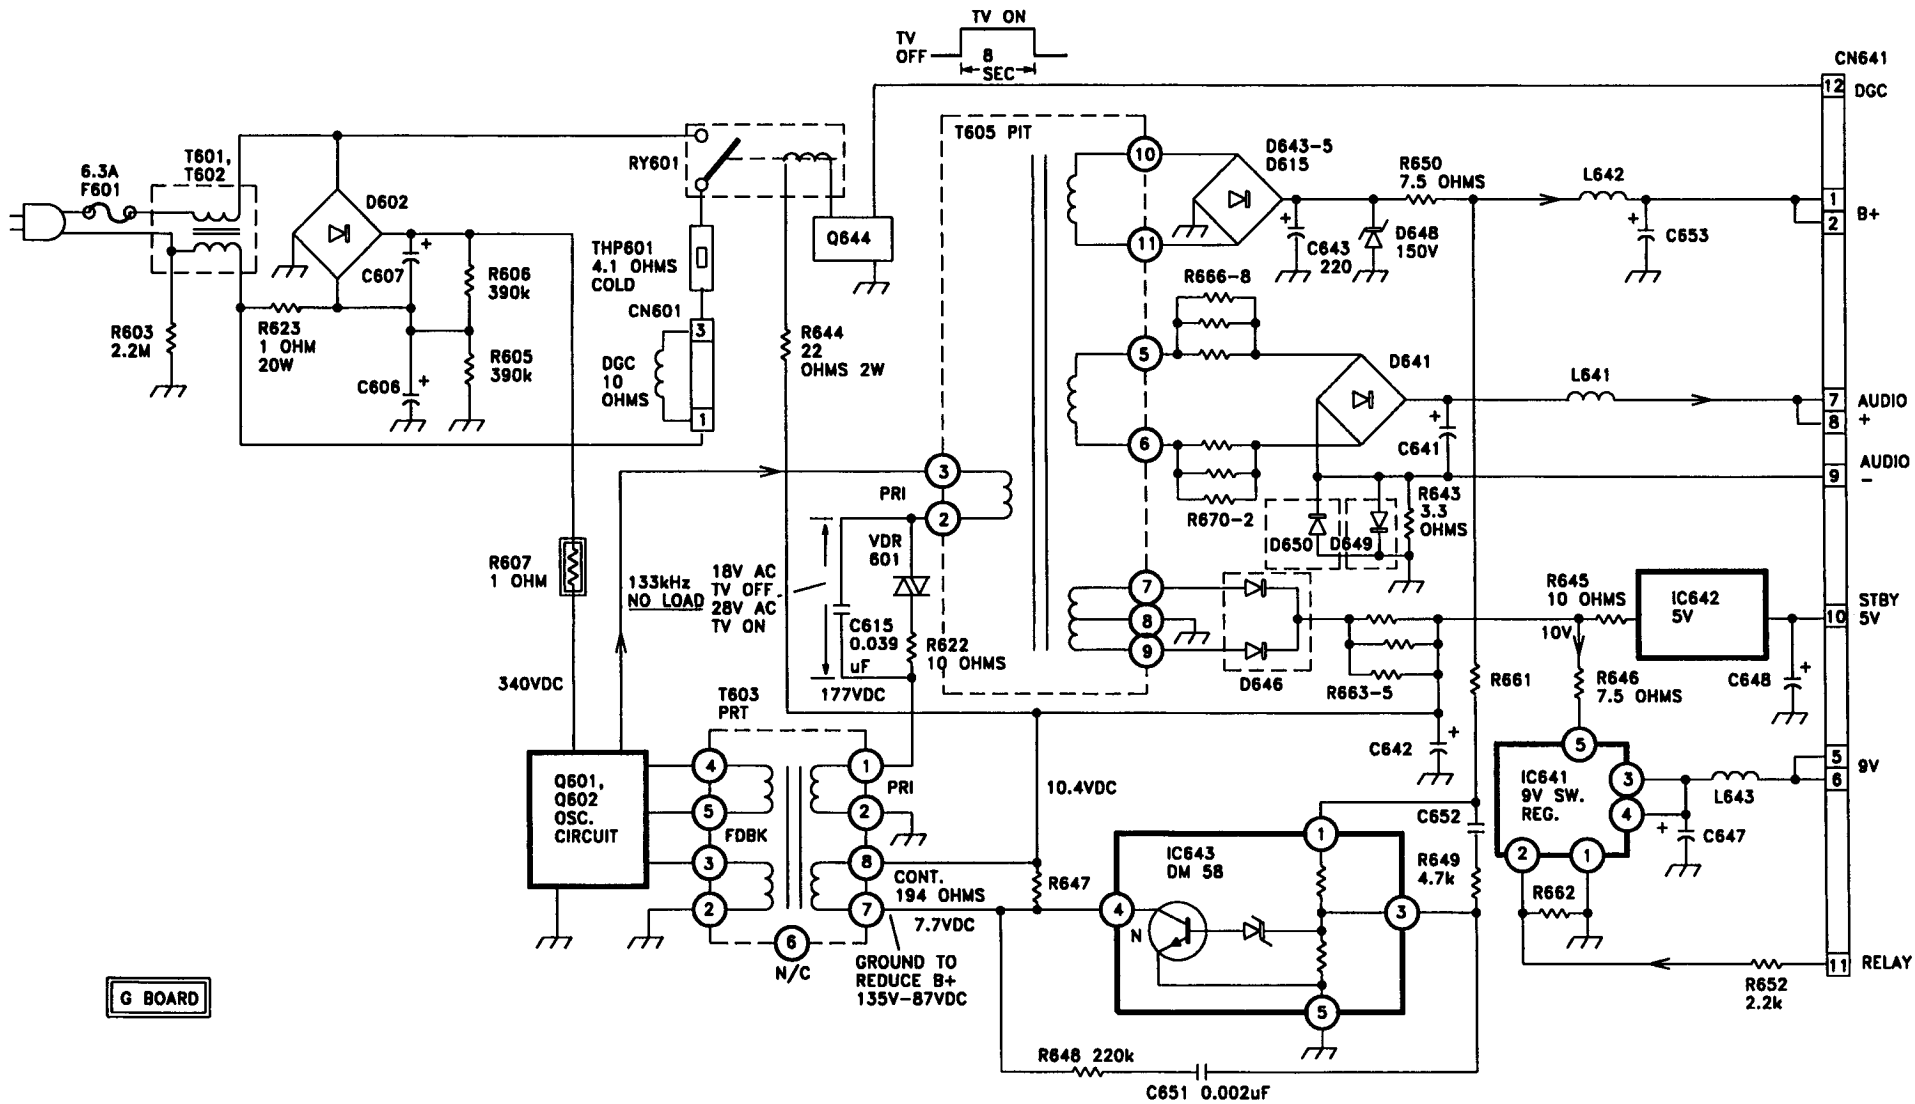 TV ON
TV
OFF
8
SEC
CN641
12
DGC
T601,
T602
6.3A
F601
RY601
T605 PIT
10
D643-5
D615
R650
7.5 OHMS
L642
1
2
B+
D602
+
C607
R606
390k
THP601
4.1 OHMS
COLD
Q644
11
+
C643
220
D648
150V
+
C653
R666-8
R603
2.2M
R623
1 OHM
20W
R605
390k
C606
+
CN601
3
DGC
10
OHMS
1
R644
22
OHMS 2W
5
D641
L641
7
8
AUDIO
+
6
+
C641
AUDIO
9
-
3
PRI
2
R670-2
R643
3.3
OHMS
D650
D649
R607
1 OHM
133kHz
NO LOAD
18V AC
TV OFF
28V AC
TV ON
VDR
601
C615
0.039
uF
R622
10 OHMS
177VDC
7
8
9
D646
R663-5
R645
10 OHMS
10V
IC642
5V
STBY
10
5V
R661
R646
7.5 OHMS
C648
+
340VDC
T603
PRT
C642
+
5
IC641
9V SW.
REG.
3
4
L643
5
6
9V
+
C647
2
1
R662
Q601,
Q602
OSC.
CIRCUIT
4
5
FDBK
3
2
6
N/C
1
PRI
2
8
CONT.
194 OHMS
7
7.7VDC
10.4VDC
R647
C652
R649
4.7k
IC643
DM 58
1
4
N
3
5
GROUND TO
REDUCE B+
135V-87VDC
11
RELAY
R652
2.2k
G BOARD
R648 220k
C651 0.002uF